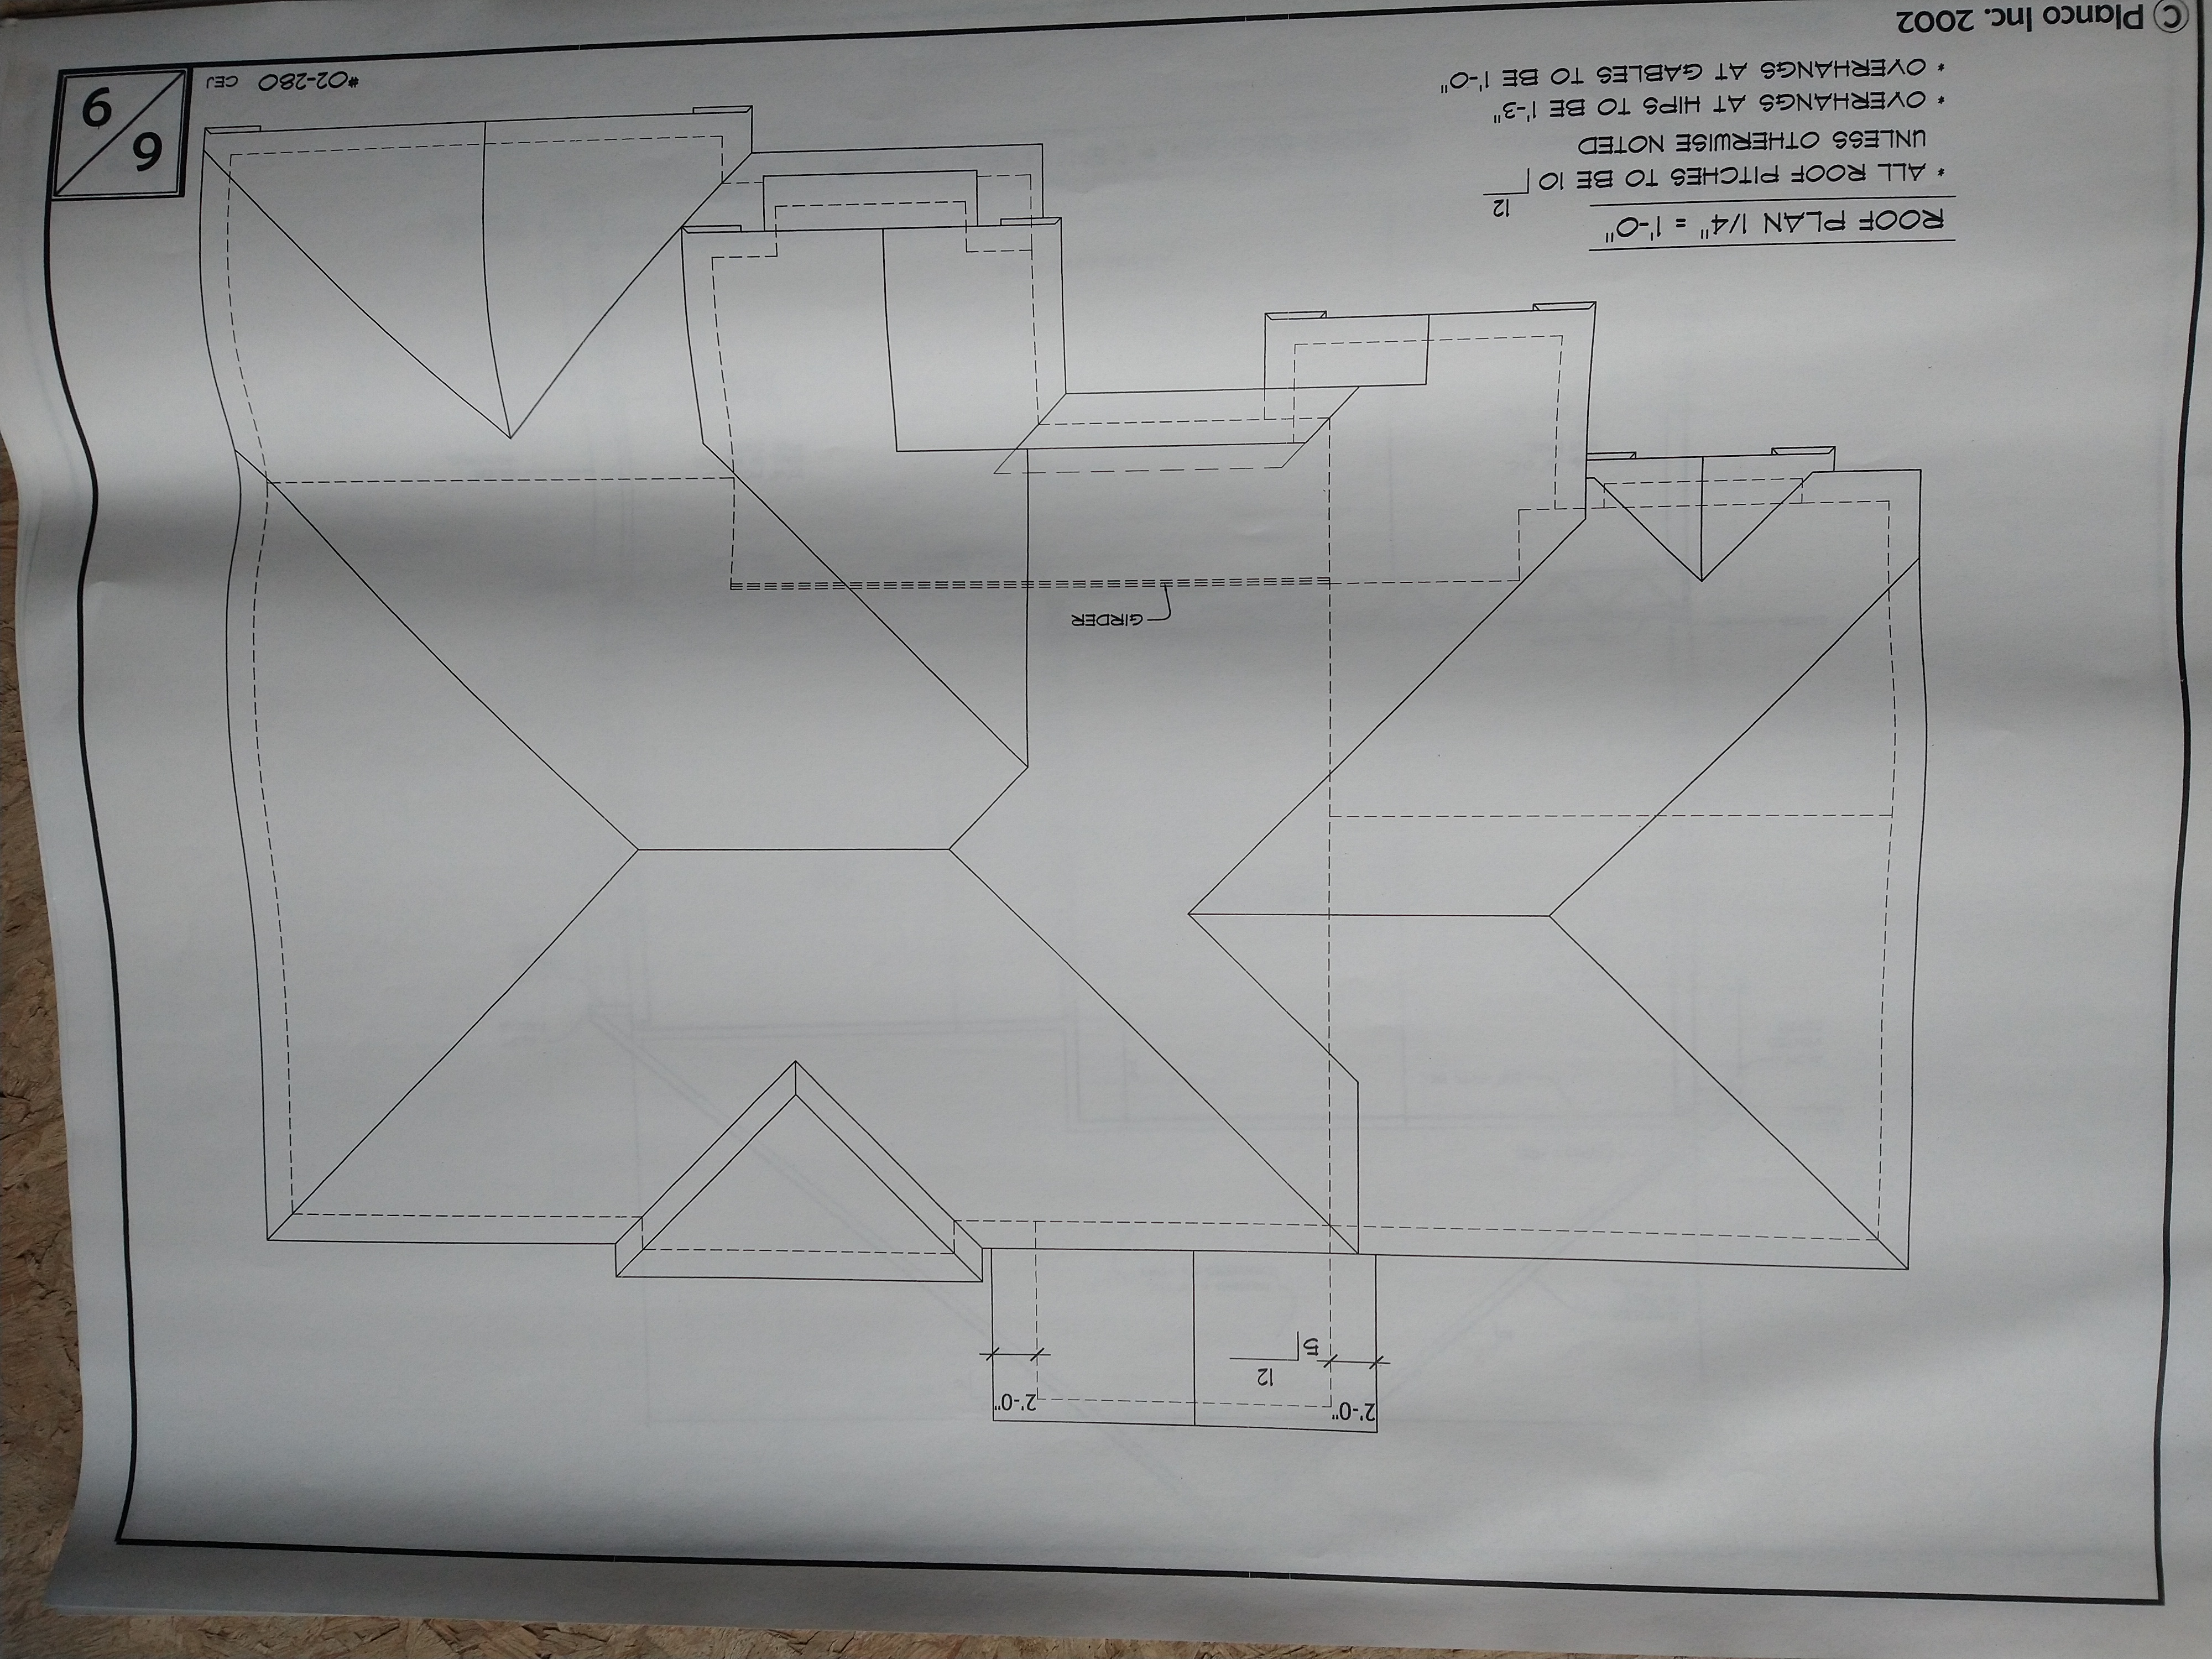 2'-0"
2'-0"
12
5
GIRDER
ROOF PLAN 1/4" = 1'-0"
12
* ALL ROOF PITCHES TO BE 10
UNLESS OTHERWISE NOTED
* OVERHANGS AT HIPS TO BE 1'-3"
* OVERHANGS AT GABLES TO BE 1'-0"
6
9
#02-280 CEJ
© Planco Inc. 2002